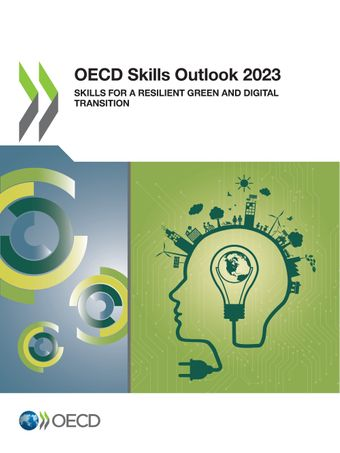 OECD Skills Outlook 2023
SKILLS FOR A RESILIENT GREEN AND DIGITAL
TRANSITION
OECD